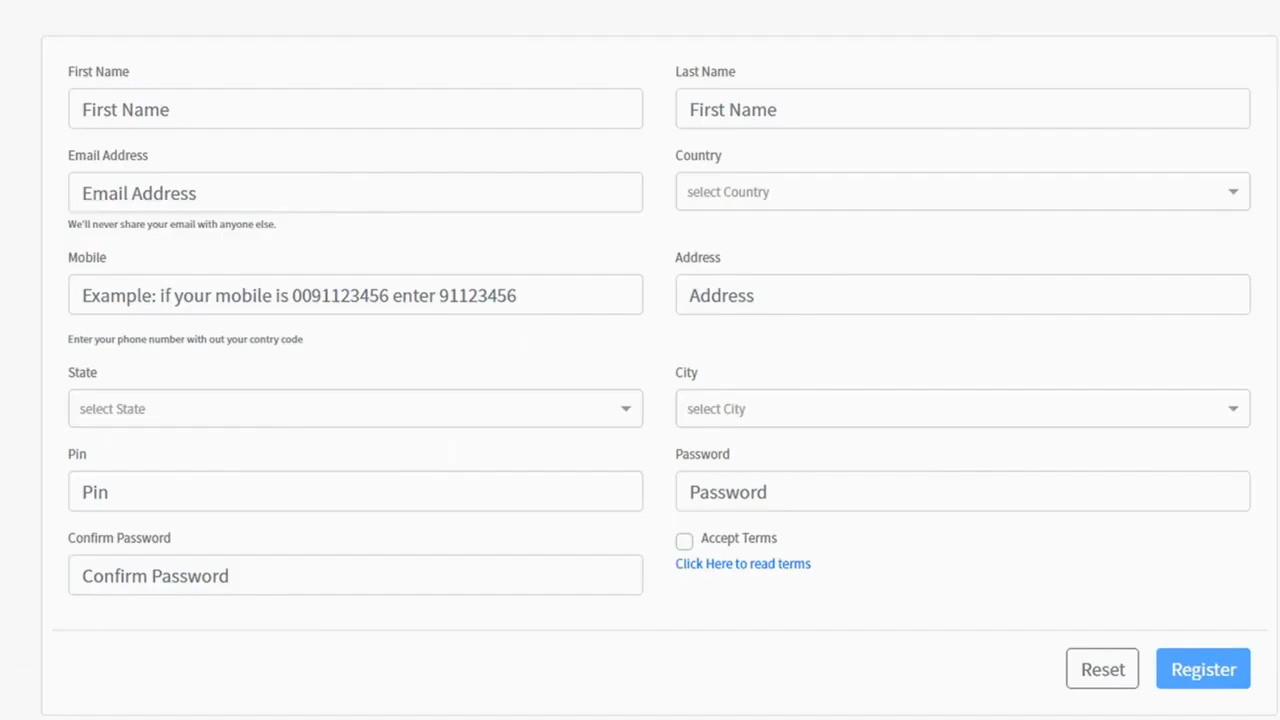 First Name
Last Name
First Name
First Name
Email Address
Country
Email Address
select Country
We'll never share your email with anyone else.
Mobile
Address
Example: if your mobile is 0091123456 enter 91123456
Address
Enter your phone number with out your contry code
State
City
select State
select City
Pin
Password
Pin
Password
Confirm Password
Accept Terms
Click Here to read terms
Confirm Password
Reset
Register